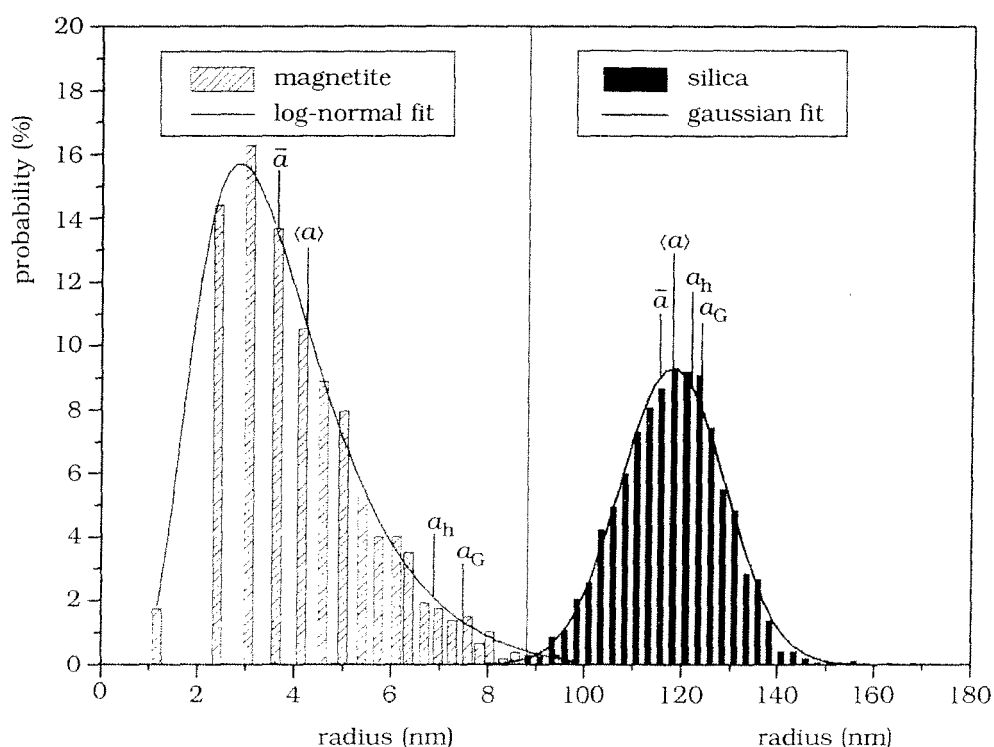 20
18
16
14
12
10
8
6
4
2
0
probability (%)
magnetite
log-normal fit
silica
gaussian fit
a̅
⟨a⟩
a_h
a_G
⟨a⟩
a̅
a_h
a_G
0 2 4 6 8 100 120 140 160 180
radius (nm) radius (nm)